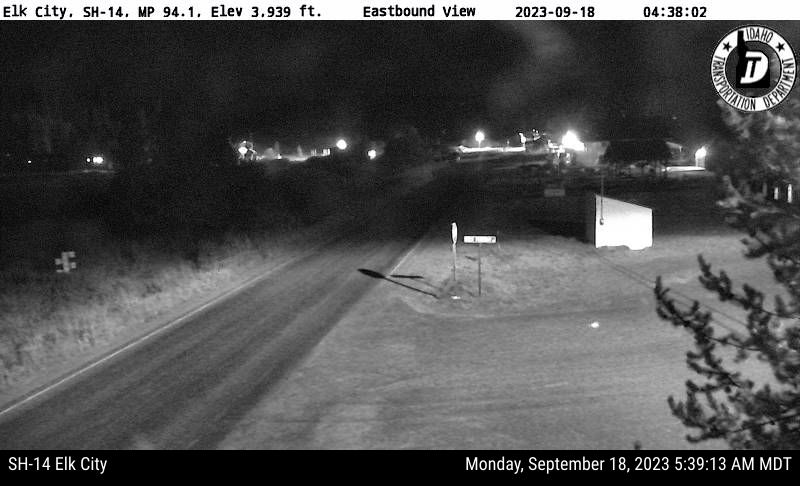 Elk City, SH-14, MP 94.1, Elev 3,939 ft. Eastbound View 2023-09-18 04:38:02
IDAHO
TRANSPORTATION DEPARTMENT
SH-14 Elk City Monday, September 18, 2023 5:39:13 AM MDT